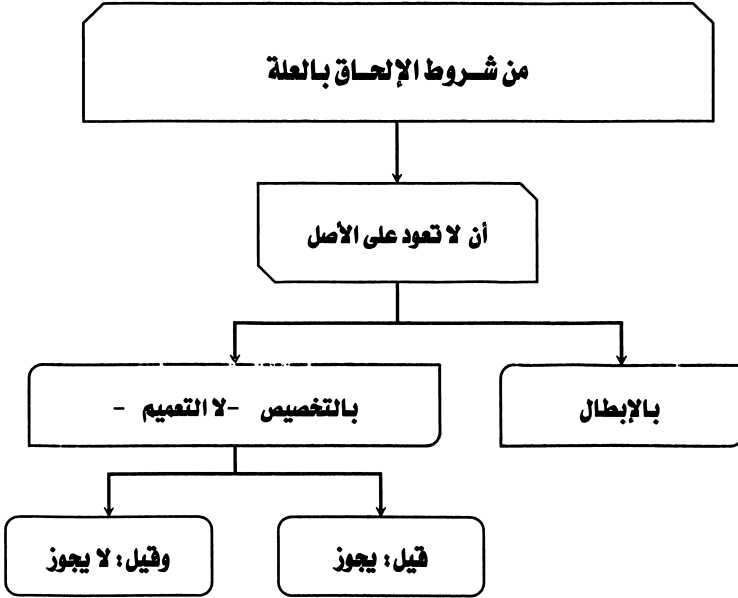 من شروط الإلحاق بالعلة
أن لا تعود على الأصل
بالإبطال
بالتخصيص -لا التعميم -
قيل: يجوز
وقيل: لا يجوز